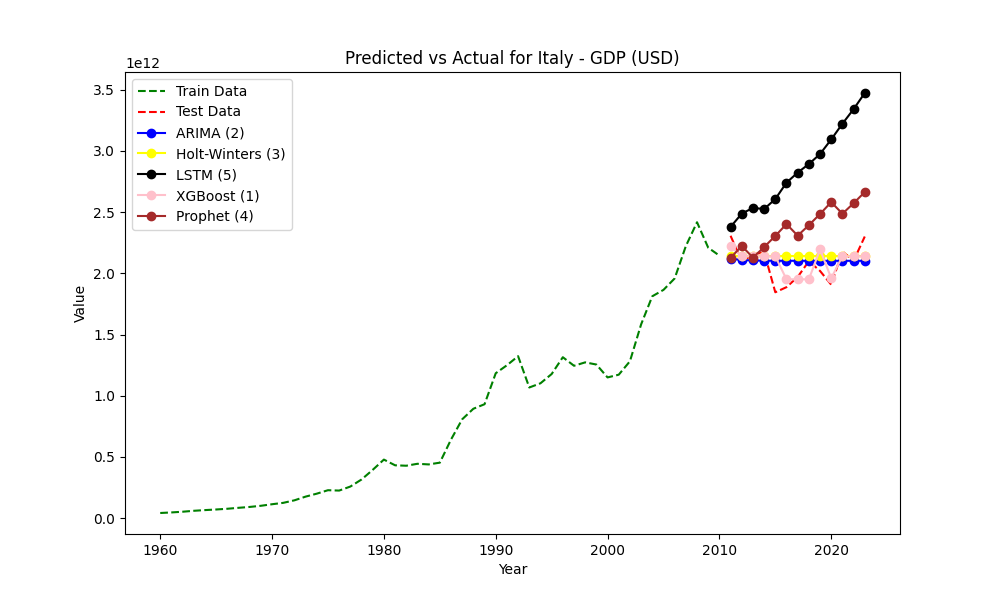 Predicted vs Actual for Italy - GDP (USD)
1e12
Train Data
Test Data
ARIMA (2)
Holt-Winters (3)
LSTM (5)
XGBoost (1)
Prophet (4)
3.5
3.0
2.5
2.0
1.5
1.0
0.5
0.0
Value
1960 1970 1980 1990 2000 2010 2020
Year